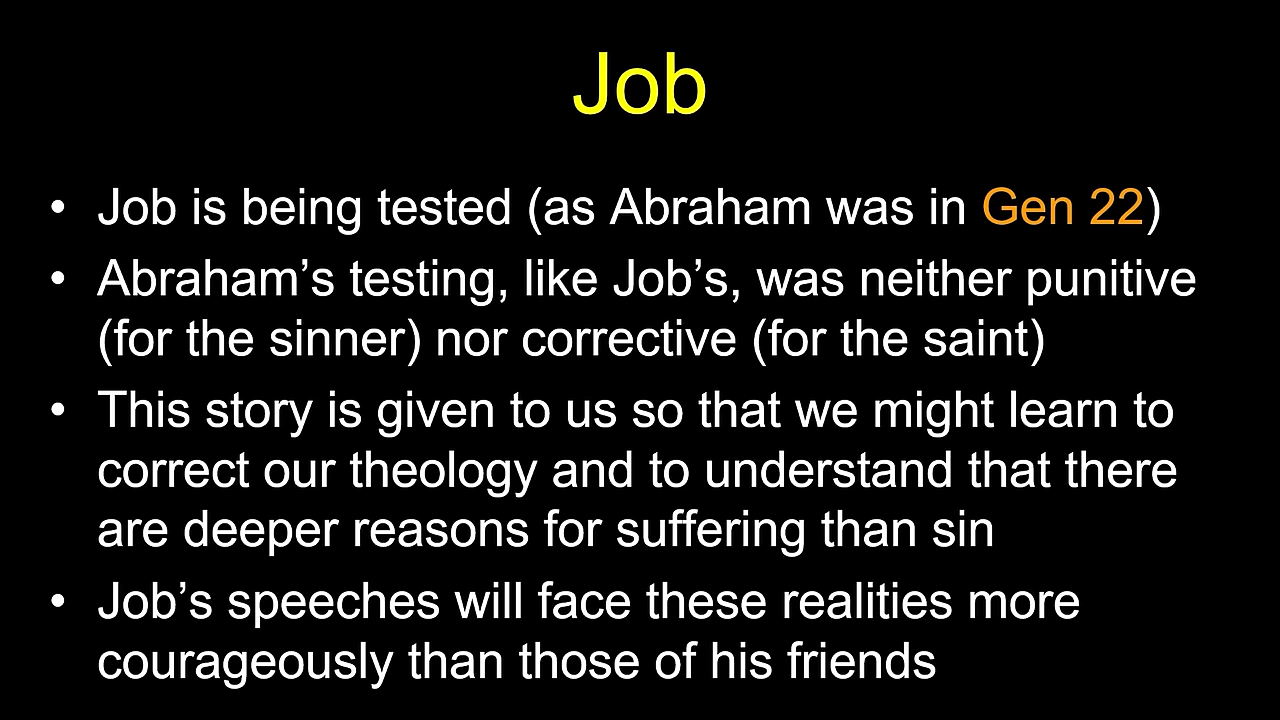 Job
• Job is being tested (as Abraham was in Gen 22)
• Abraham’s testing, like Job’s, was neither punitive
(for the sinner) nor corrective (for the saint)
• This story is given to us so that we might learn to
correct our theology and to understand that there
are deeper reasons for suffering than sin
• Job’s speeches will face these realities more
courageously than those of his friends